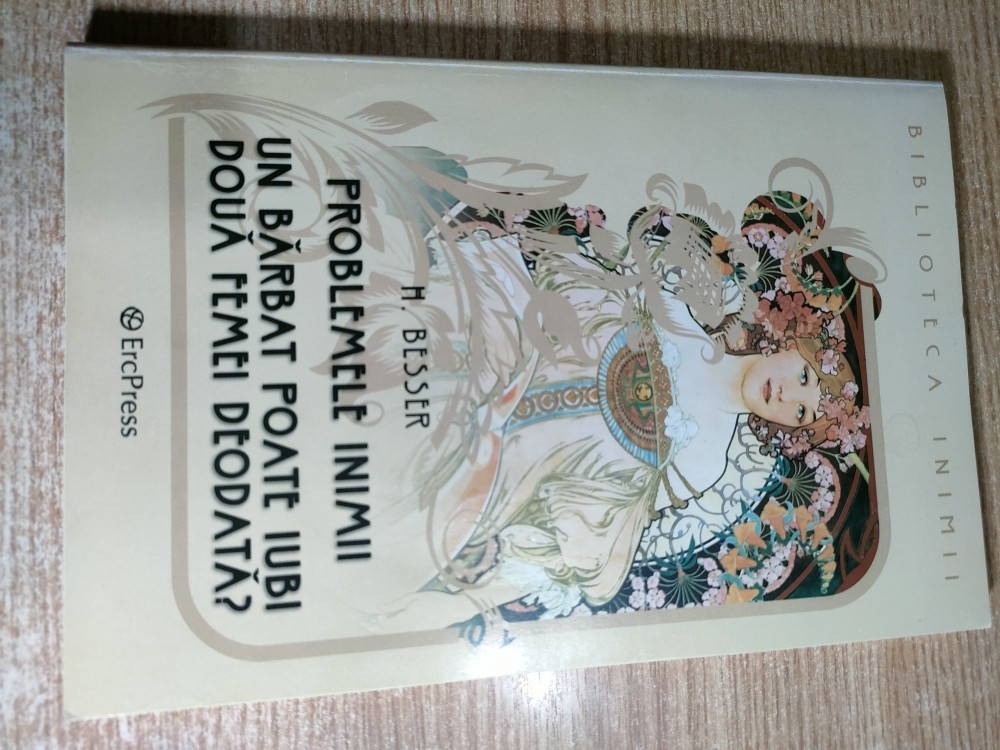 BIBLIOTECA INIMII
H. BESSER
PROBLEMELE INIMII
UN BĂRBAT POATE IUBI
DOUĂ FEMEI DEODATĂ?
ErcPress